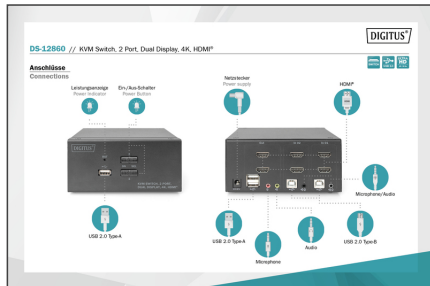 DIGITUS®
DS-12860 // KVM Switch, 2 Port, Dual Display, 4K, HDMI®
Anschlüsse
Connections
Leistungsanzeige
Power Indicator
Ein-/Aus-Schalter
Power Button
Netzstecker
Power supply
HDMI®
DIGITUS
USB 2.0 Type-A
USB 2.0 Type-A
Microphone
Audio
USB 2.0 Type-B
Microphone/Audio